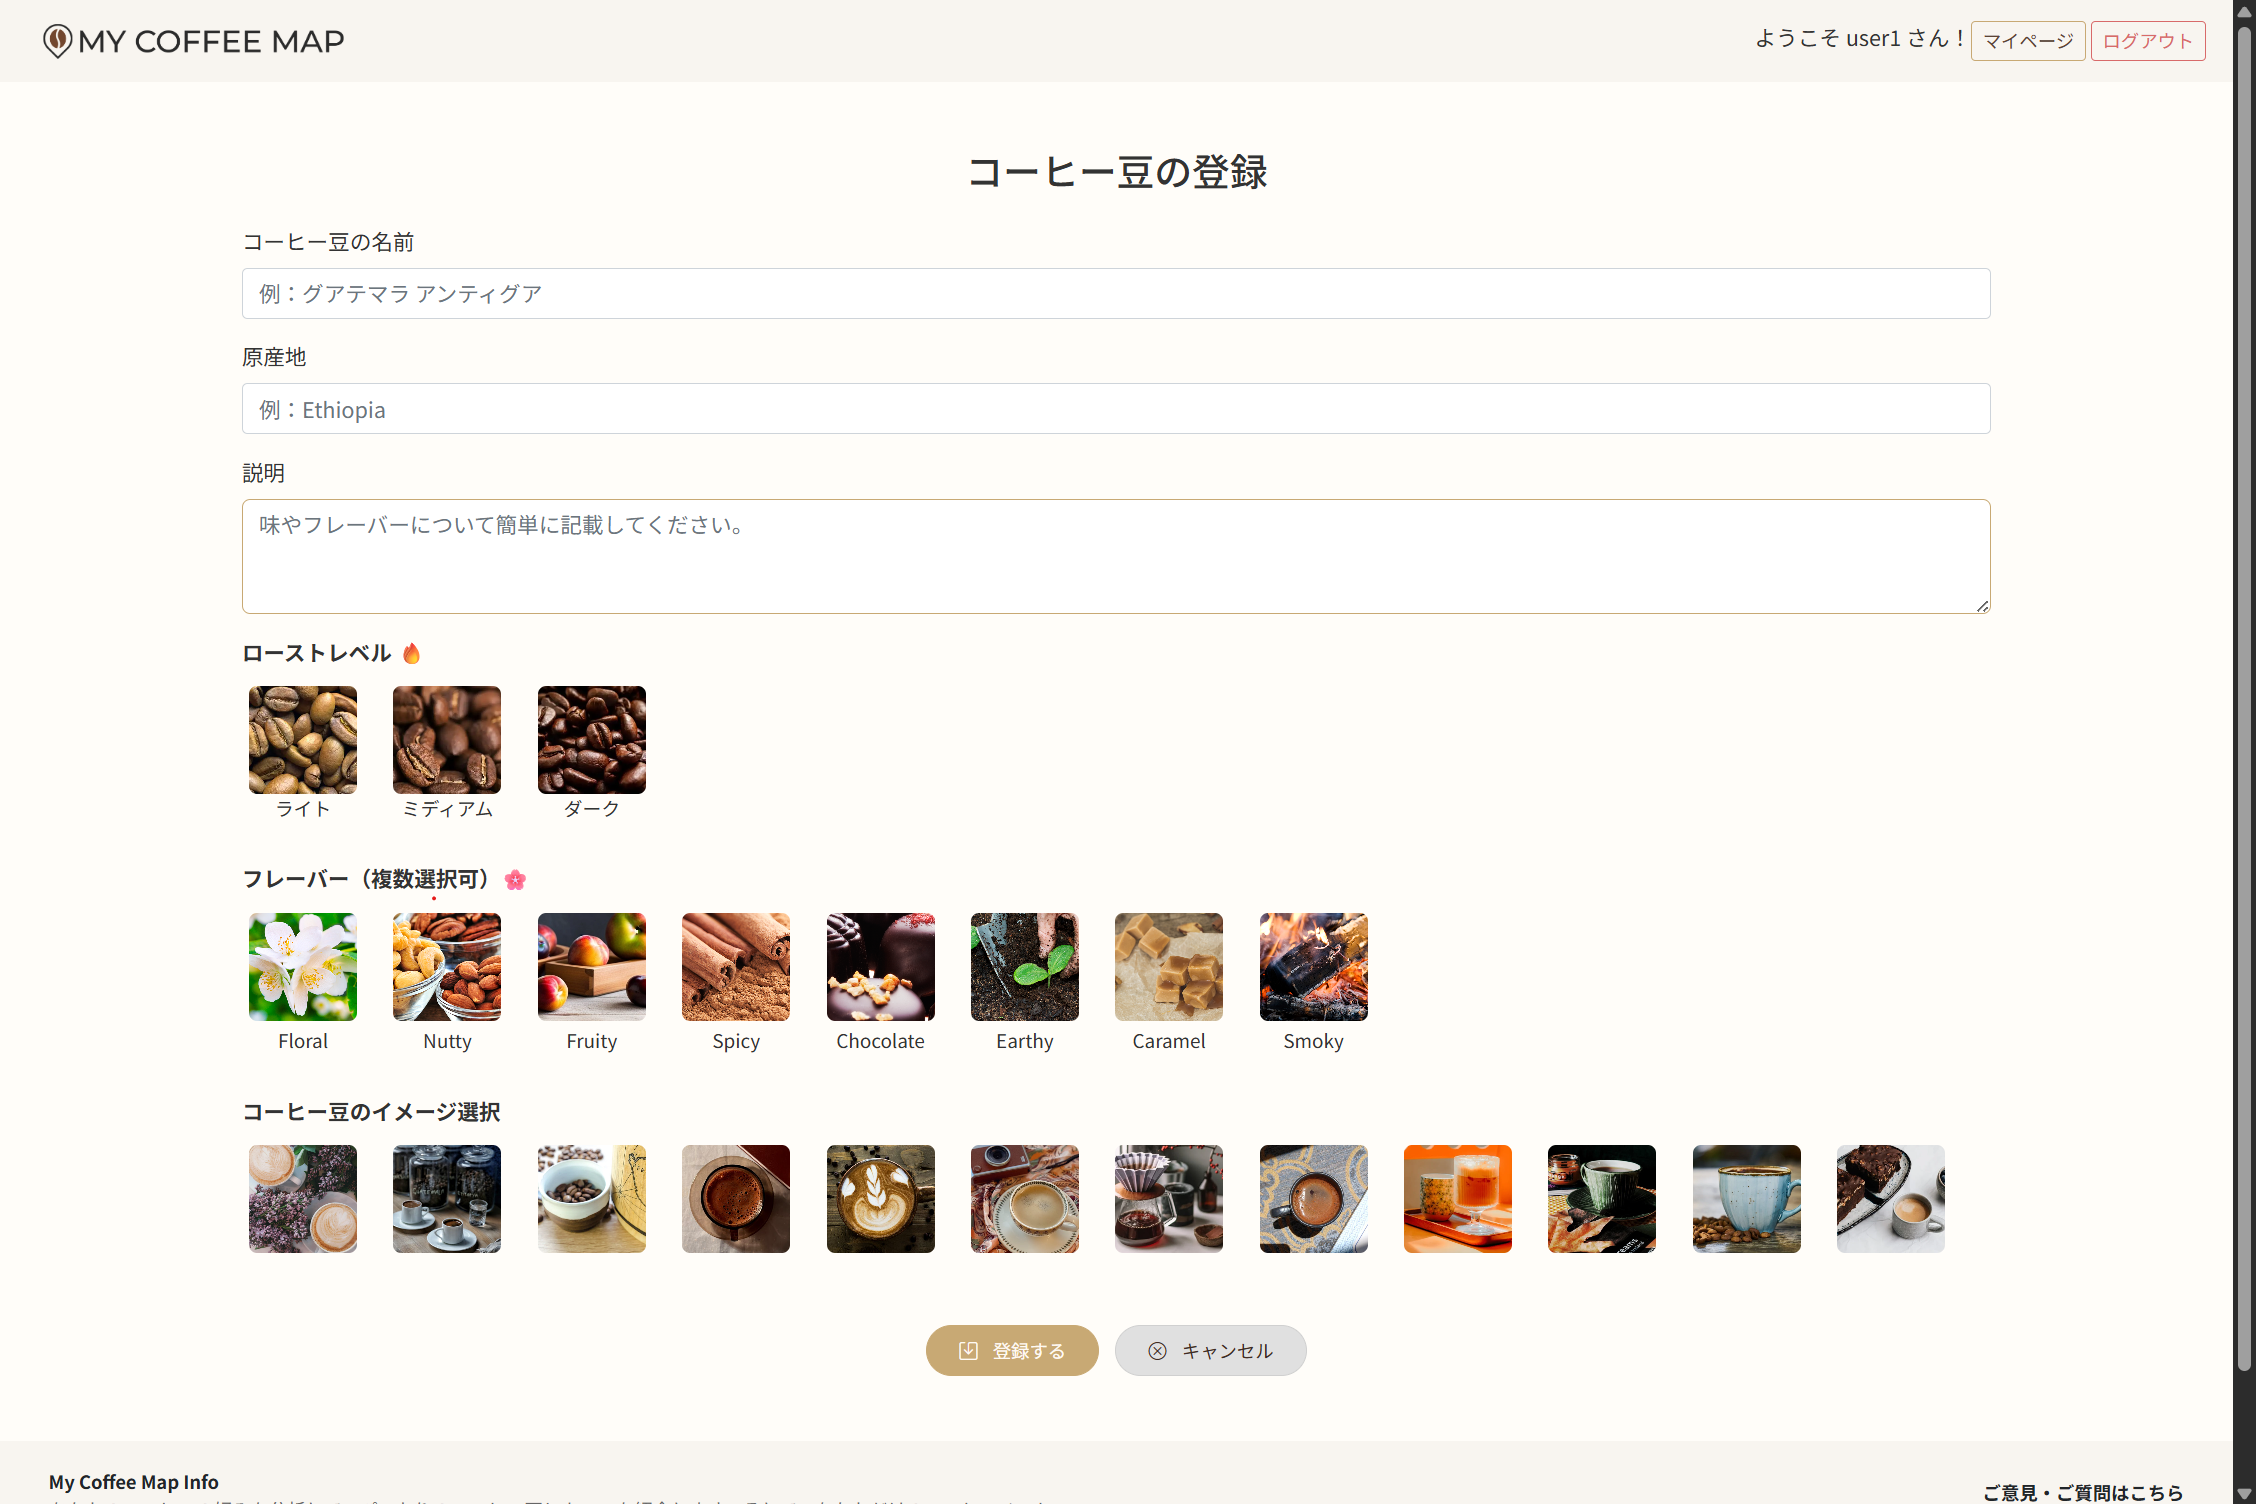 MY COFFEE MAP
ようこそ user1 さん！ マイページ ログアウト
コーヒー豆の登録
コーヒー豆の名前
例：グアテマラ アンティグア
原産地
例：Ethiopia
説明
味やフレーバーについて簡単に記載してください。
ローストレベル 🔥
ライト ミディアム ダーク
フレーバー（複数選択可）🌸
Floral Nutty Fruity Spicy Chocolate Earthy Caramel Smoky
コーヒー豆のイメージ選択
登録する キャンセル
My Coffee Map Info
ご意見・ご質問はこちら